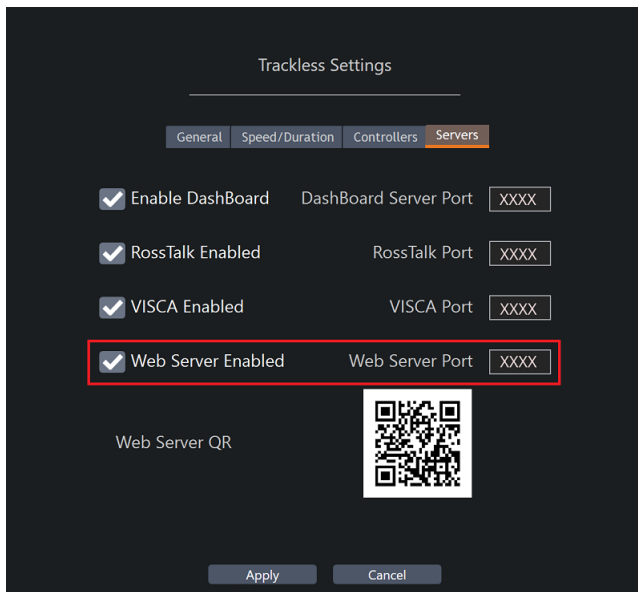 Trackless Settings
General Speed/Duration Controllers Servers
Enable DashBoard DashBoard Server Port XXXX
RossTalk Enabled RossTalk Port XXXX
VISCA Enabled VISCA Port XXXX
Web Server Enabled Web Server Port XXXX
Web Server QR
Apply Cancel